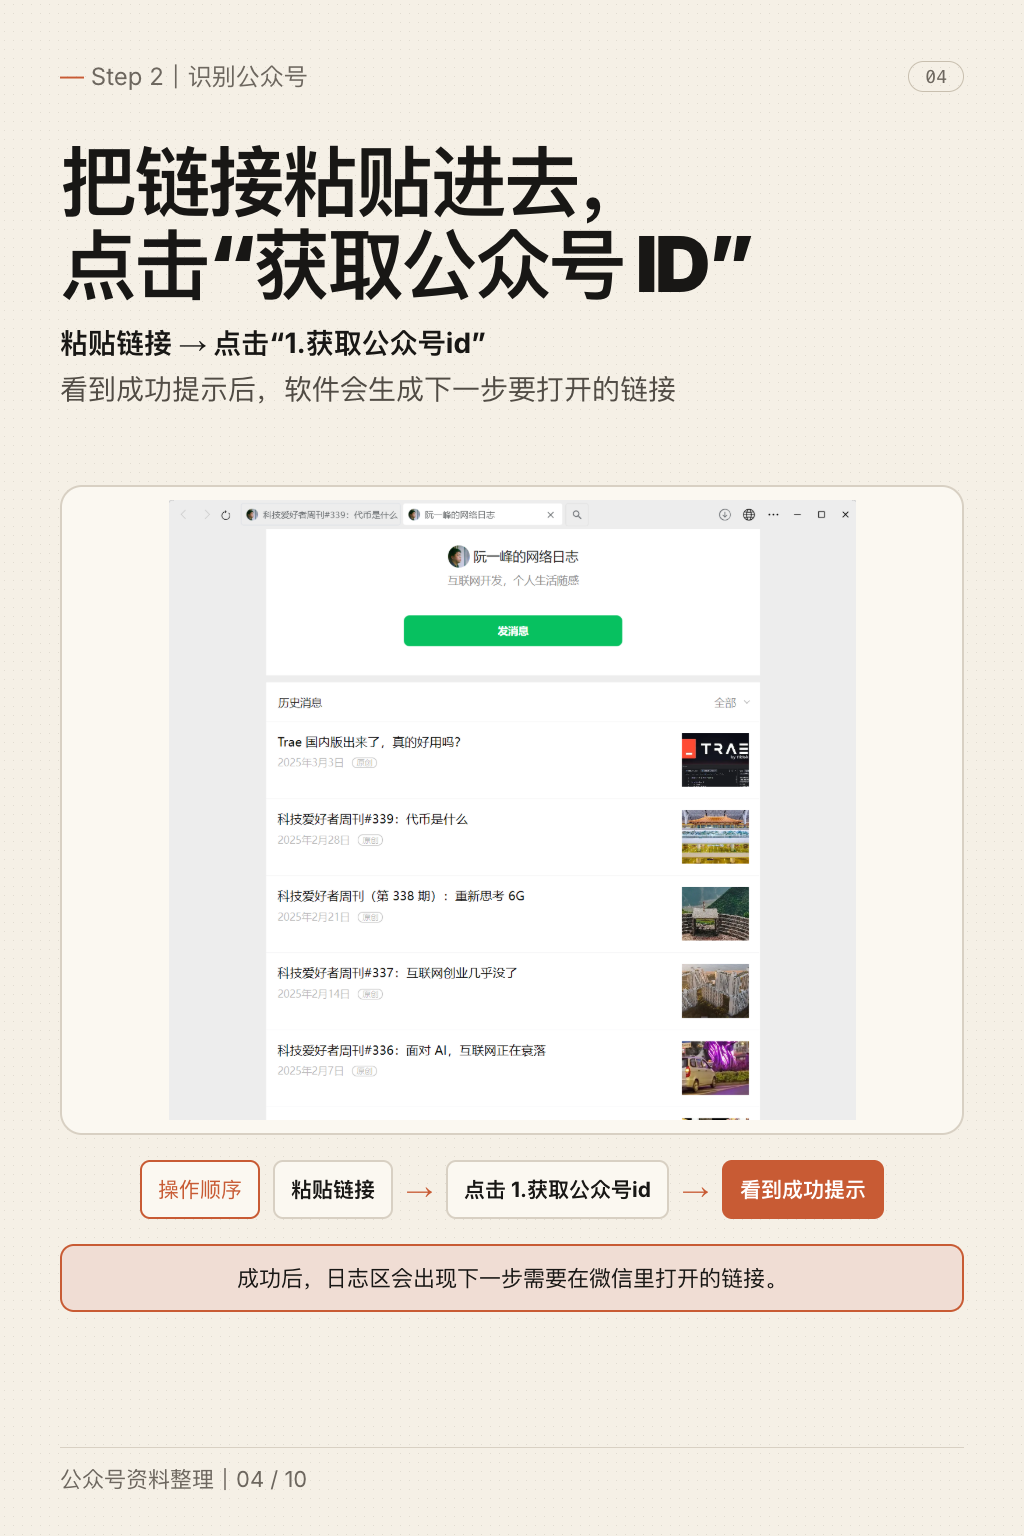 — Step 2 | 识别公众号
04
把链接粘贴进去，
点击“获取公众号 ID”
粘贴链接 → 点击“1.获取公众号id”
看到成功提示后，软件会生成下一步要打开的链接
科技爱好者周刊#339：代币是什么
阮一峰的网络日志
阮一峰的网络日志
互联网开发，个人生活随感
发消息
历史消息
全部
Trae 国内版出来了，真的好用吗？
2025年3月3日 原创
TRAE
科技爱好者周刊#339：代币是什么
2025年2月28日 原创
科技爱好者周刊（第 338 期）：重新思考 6G
2025年2月21日 原创
科技爱好者周刊#337：互联网创业几乎没了
2025年2月14日 原创
科技爱好者周刊#336：面对 AI，互联网正在衰落
2025年2月7日 原创
操作顺序 粘贴链接 → 点击 1.获取公众号id → 看到成功提示
成功后，日志区会出现下一步需要在微信里打开的链接。
公众号资料整理 | 04 / 10